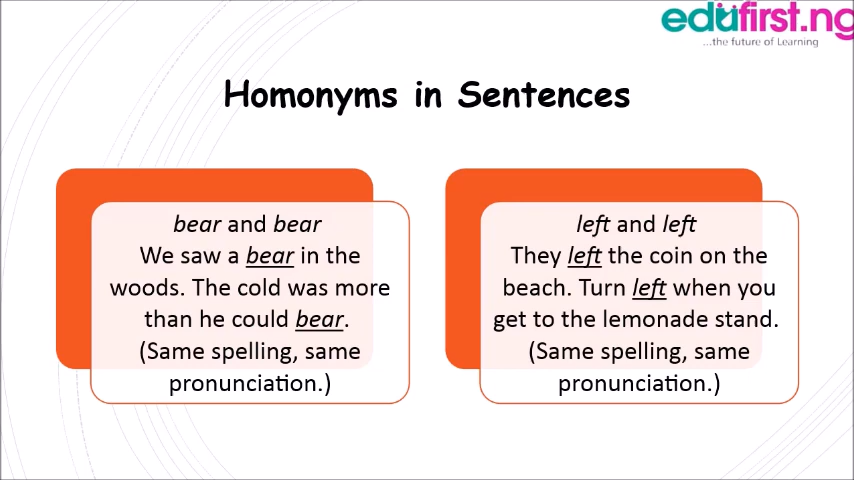 edufirst.ng
...the future of Learning
Homonyms in Sentences
bear and bear
We saw a bear in the
woods. The cold was more
than he could bear.
(Same spelling, same
pronunciation.)
left and left
They left the coin on the
beach. Turn left when you
get to the lemonade stand.
(Same spelling, same
pronunciation.)